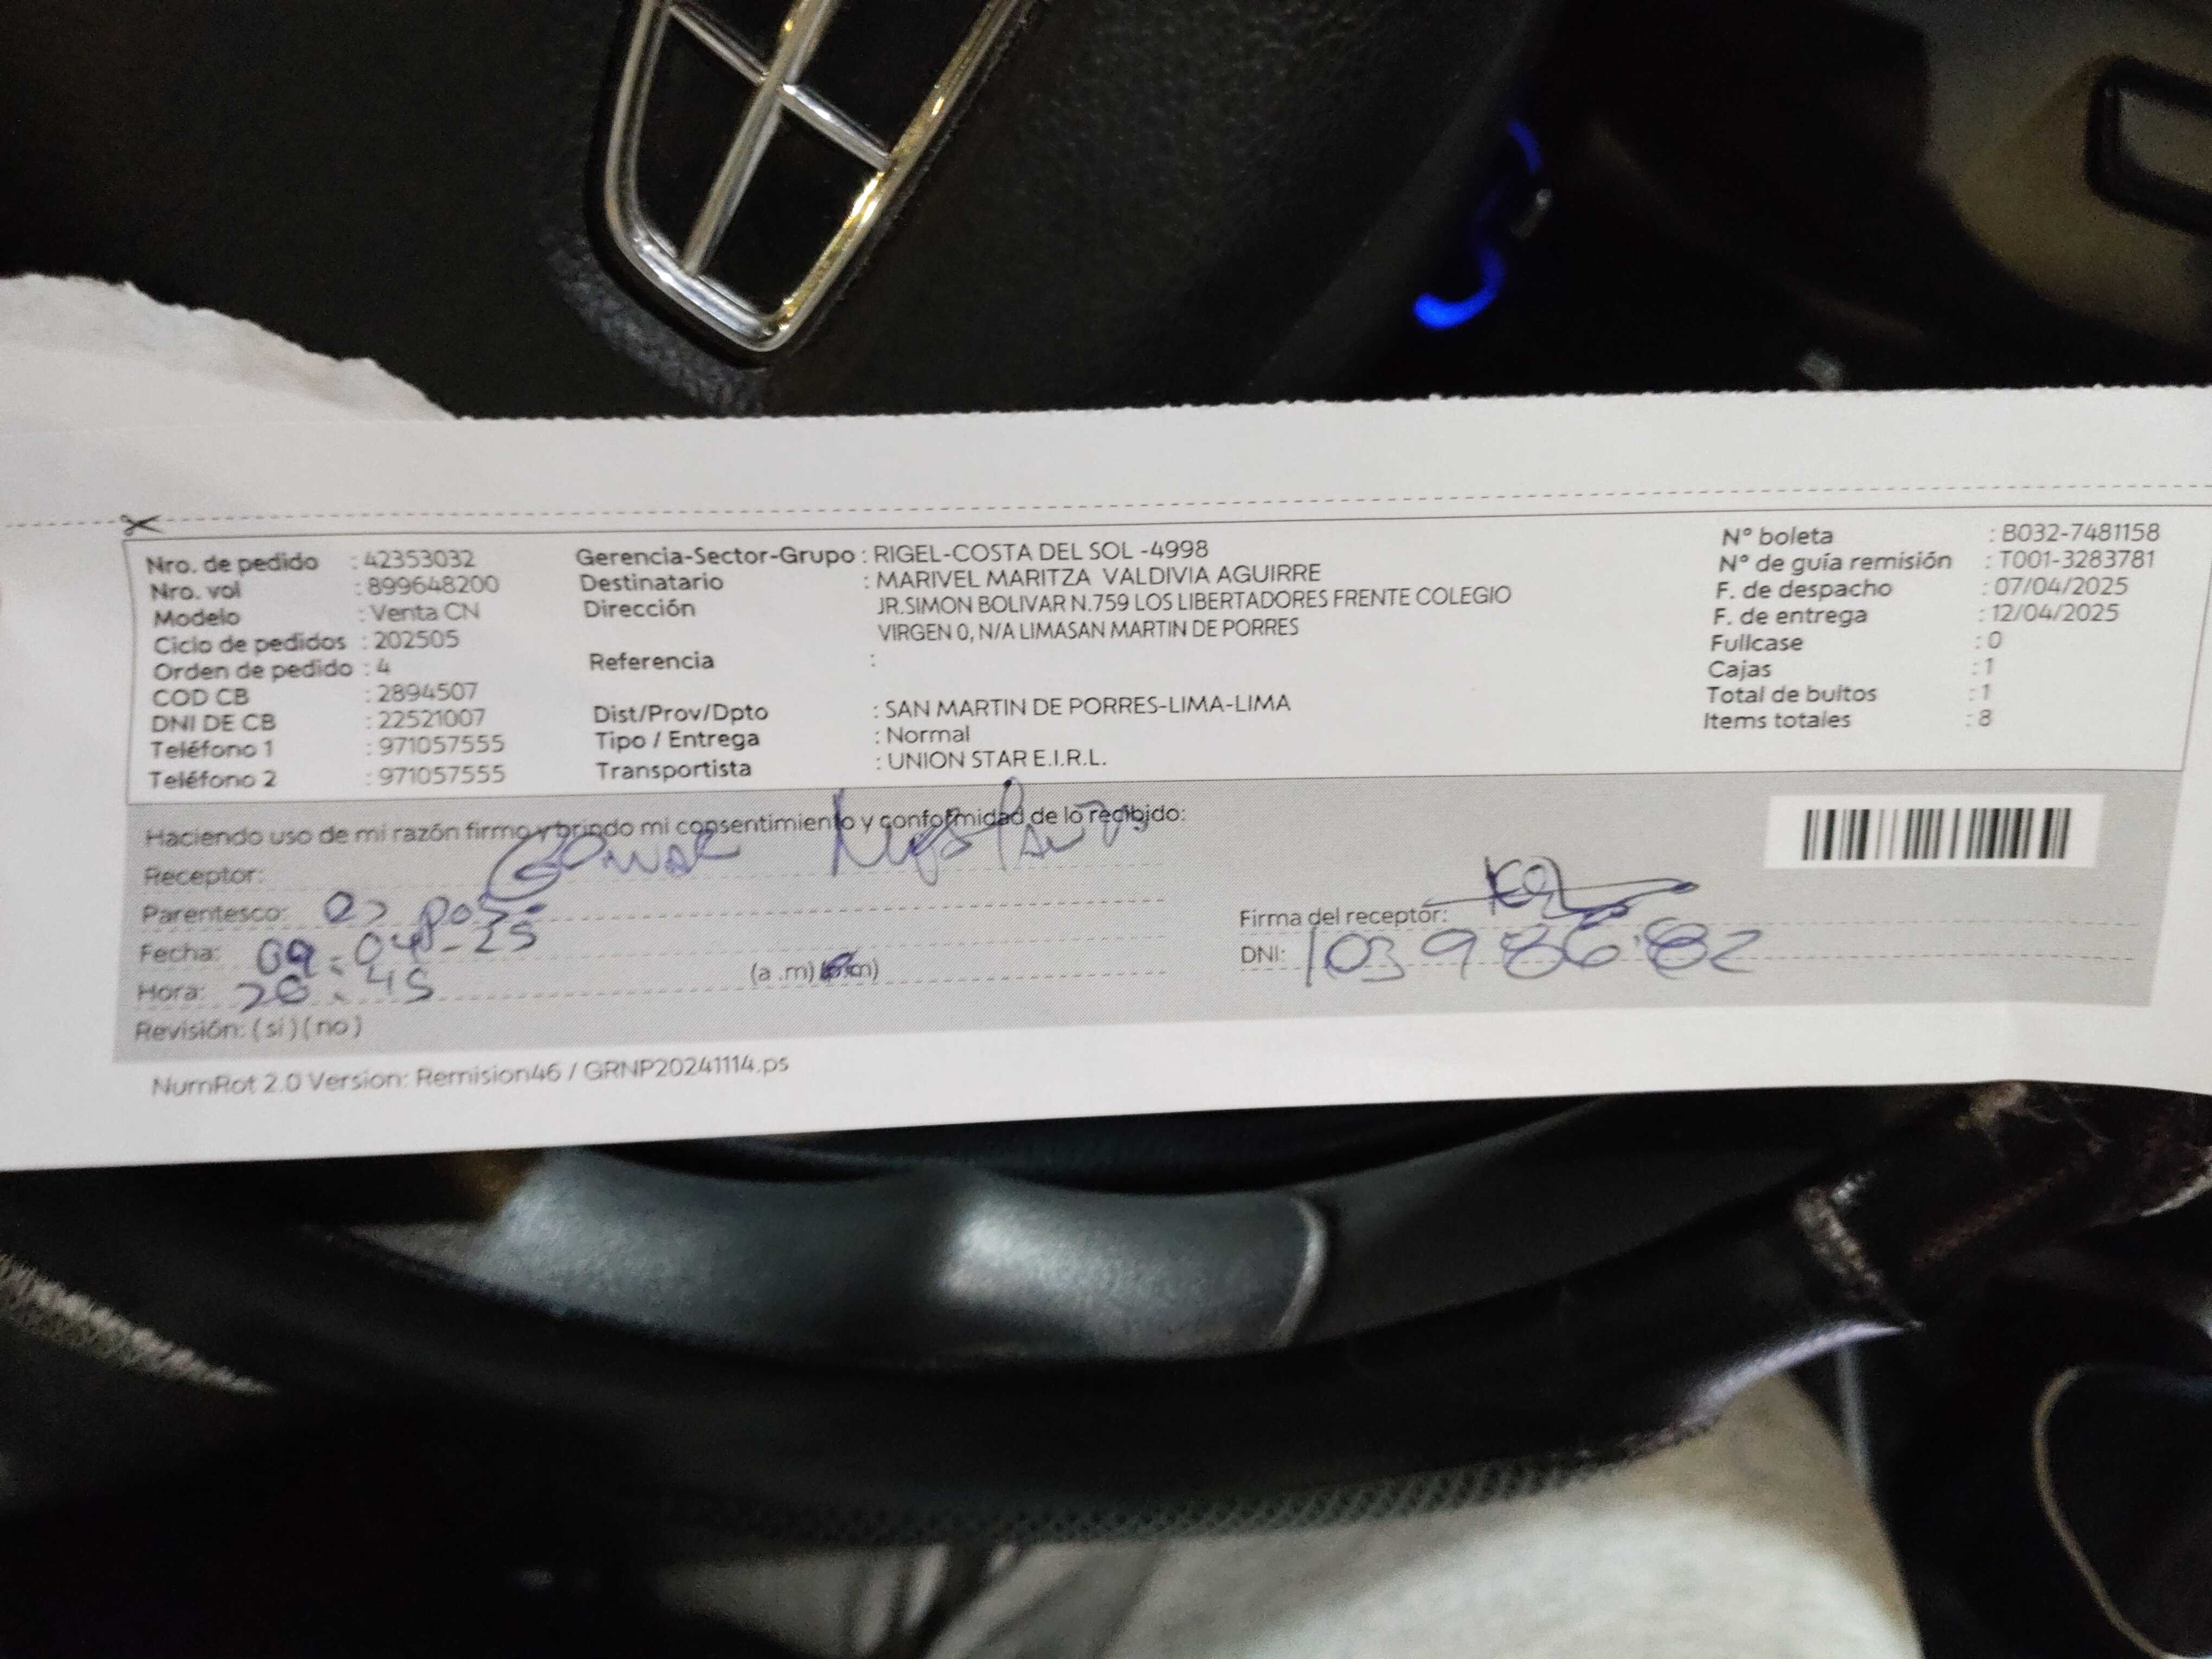 Nro. de pedido : 42353032
Nro. vol : 899648200
Modelo : Venta CN
Ciclo de pedidos : 202505
Orden de pedido : 4
COD CB : 2894507
DNI DE CB : 22521007
Teléfono 1 : 971057555
Teléfono 2 : 971057555
Gerencia-Sector-Grupo : RIGEL-COSTA DEL SOL -4998
Destinatario : MARIVEL MARITZA VALDIVIA AGUIRRE
Dirección JR.SIMON BOLIVAR N.759 LOS LIBERTADORES FRENTE COLEGIO
VIRGEN 0, N/A LIMASAN MARTIN DE PORRES
Referencia :
Dist/Prov/Dpto : SAN MARTIN DE PORRES-LIMA-LIMA
Tipo / Entrega : Normal
Transportista : UNION STAR E.I.R.L.
N° boleta : B032-7481158
N° de guía remisión : T001-3283781
F. de despacho : 07/04/2025
F. de entrega : 12/04/2025
Fullcase : 0
Cajas : 1
Total de bultos : 1
Items totales : 8
Haciendo uso de mi razón firmo y brindo mi consentimiento y conformidad de lo recibido:
Receptor:
Parentesco:
Fecha: 09-04-25
Hora: 20:45 (a .m) (p.m)
Revisión: (si) (no)
Firma del receptor:
DNI: 10398682
NumRot 2.0 Version: Remision46 / GRNP20241114.ps